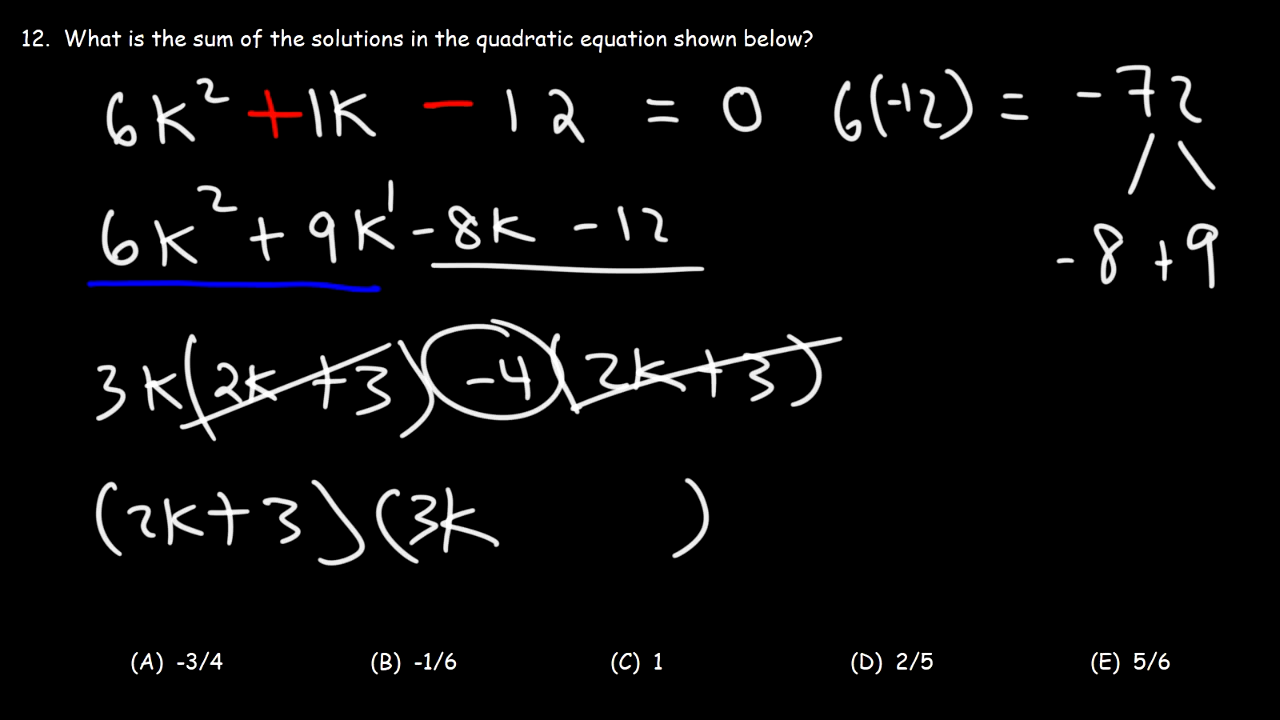 12. What is the sum of the solutions in the quadratic equation shown below?
6k² + 1k - 12 = 0 6(-12) = -72
6k² + 9k¹ - 8k - 12 -8 +9
3k(2k + 3) -4 (2k + 3)
(2k + 3)(3k )
(A) -3/4 (B) -1/6 (C) 1 (D) 2/5 (E) 5/6